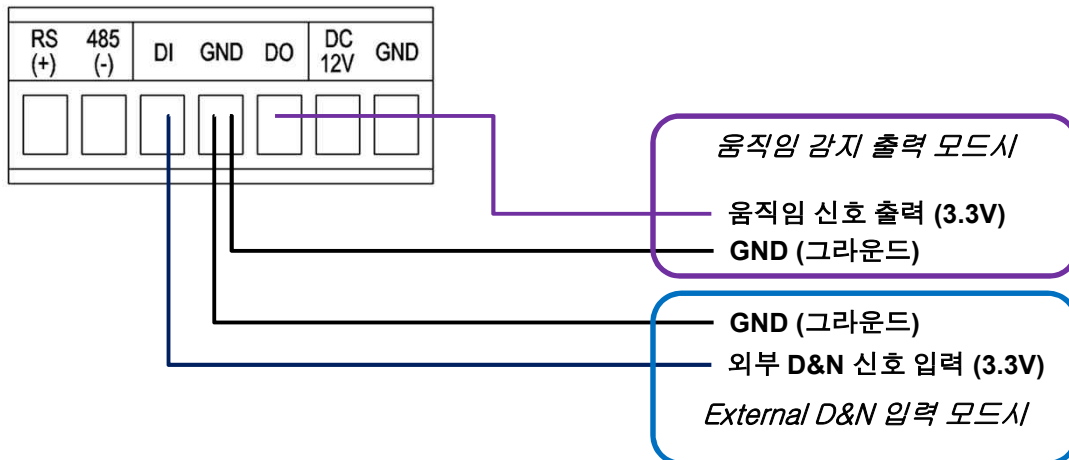 RS 485 DI GND DO DC GND
(+) (-) 12V
움직임 감지 출력 모드시
움직임 신호 출력 (3.3V)
GND (그라운드)
GND (그라운드)
외부 D&N 신호 입력 (3.3V)
External D&N 입력 모드시